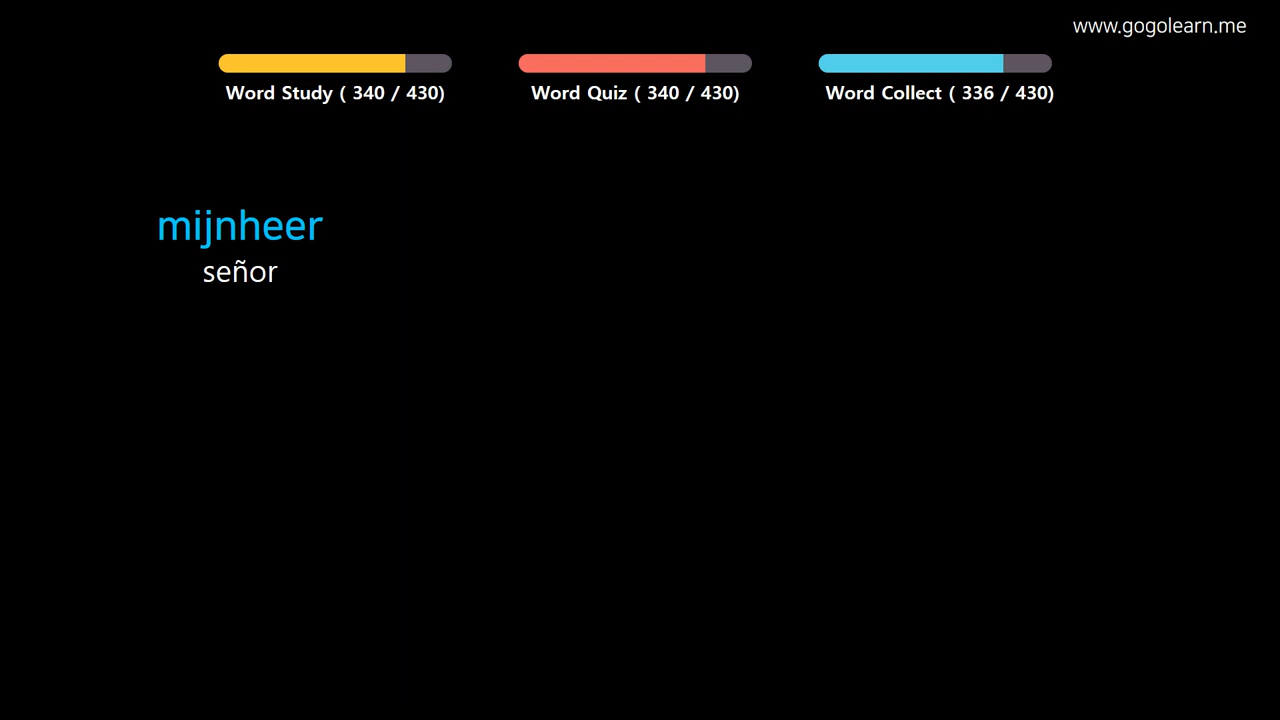 www.gogolearn.me
Word Study ( 340 / 430)
Word Quiz ( 340 / 430)
Word Collect ( 336 / 430)
mijnheer
señor